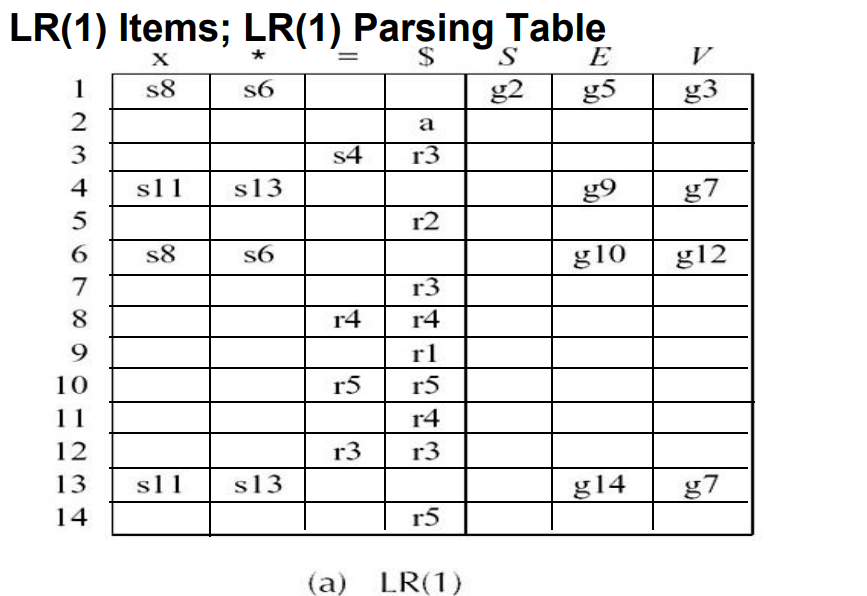 LR(1) Items; LR(1) Parsing Table
x * = $ S E V
1 s8 s6 g2 g5 g3
2 a
3 s4 r3
4 s11 s13 g9 g7
5 r2
6 s8 s6 g10 g12
7 r3
8 r4 r4
9 r1
10 r5 r5
11 r4
12 r3 r3
13 s11 s13 g14 g7
14 r5
(a) LR(1)